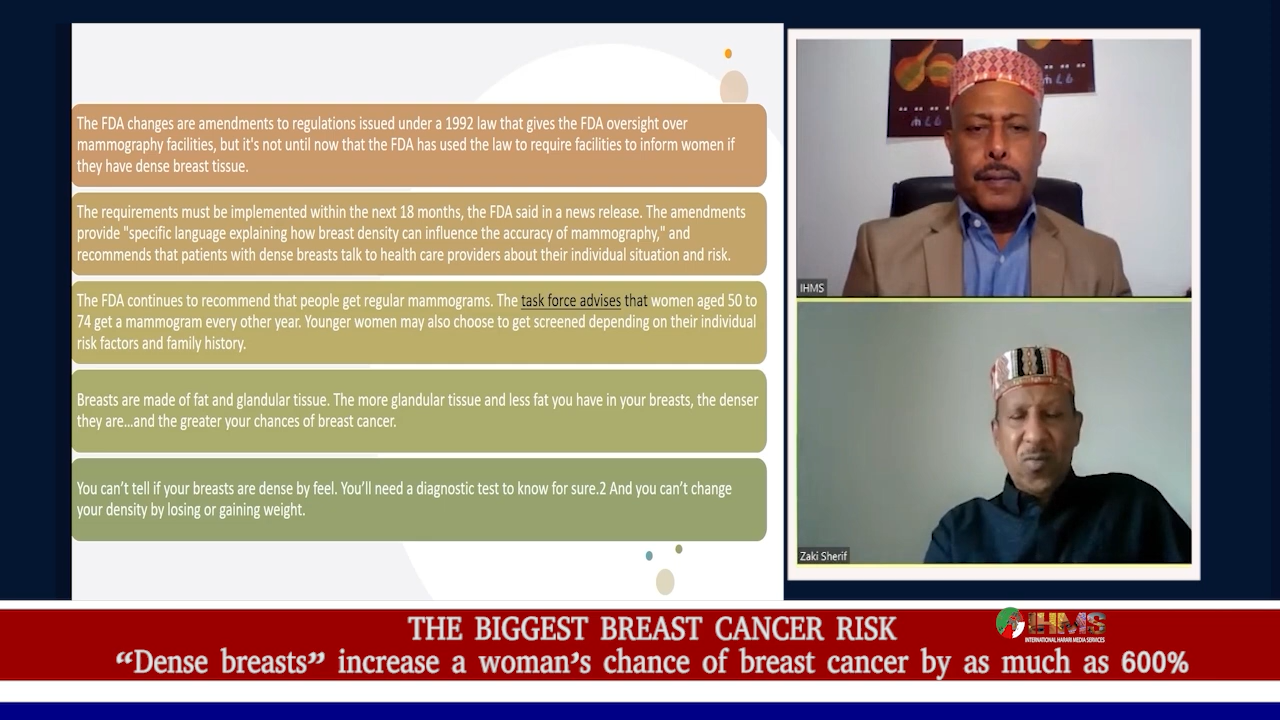 The FDA changes are amendments to regulations issued under a 1992 law that gives the FDA oversight over
mammography facilities, but it's not until now that the FDA has used the law to require facilities to inform women if
they have dense breast tissue.
The requirements must be implemented within the next 18 months, the FDA said in a news release. The amendments
provide "specific language explaining how breast density can influence the accuracy of mammography," and
recommends that patients with dense breasts talk to health care providers about their individual situation and risk.
The FDA continues to recommend that people get regular mammograms. The task force advises that women aged 50 to
74 get a mammogram every other year. Younger women may also choose to get screened depending on their individual
risk factors and family history.
Breasts are made of fat and glandular tissue. The more glandular tissue and less fat you have in your breasts, the denser
they are…and the greater your chances of breast cancer.
You can’t tell if your breasts are dense by feel. You’ll need a diagnostic test to know for sure.2 And you can’t change
your density by losing or gaining weight.
IHMS
Zaki Sherif
THE BIGGEST BREAST CANCER RISK
IHMS
INTERNATIONAL HARARI MEDIA SERVICES
“Dense breasts” increase a woman’s chance of breast cancer by as much as 600%